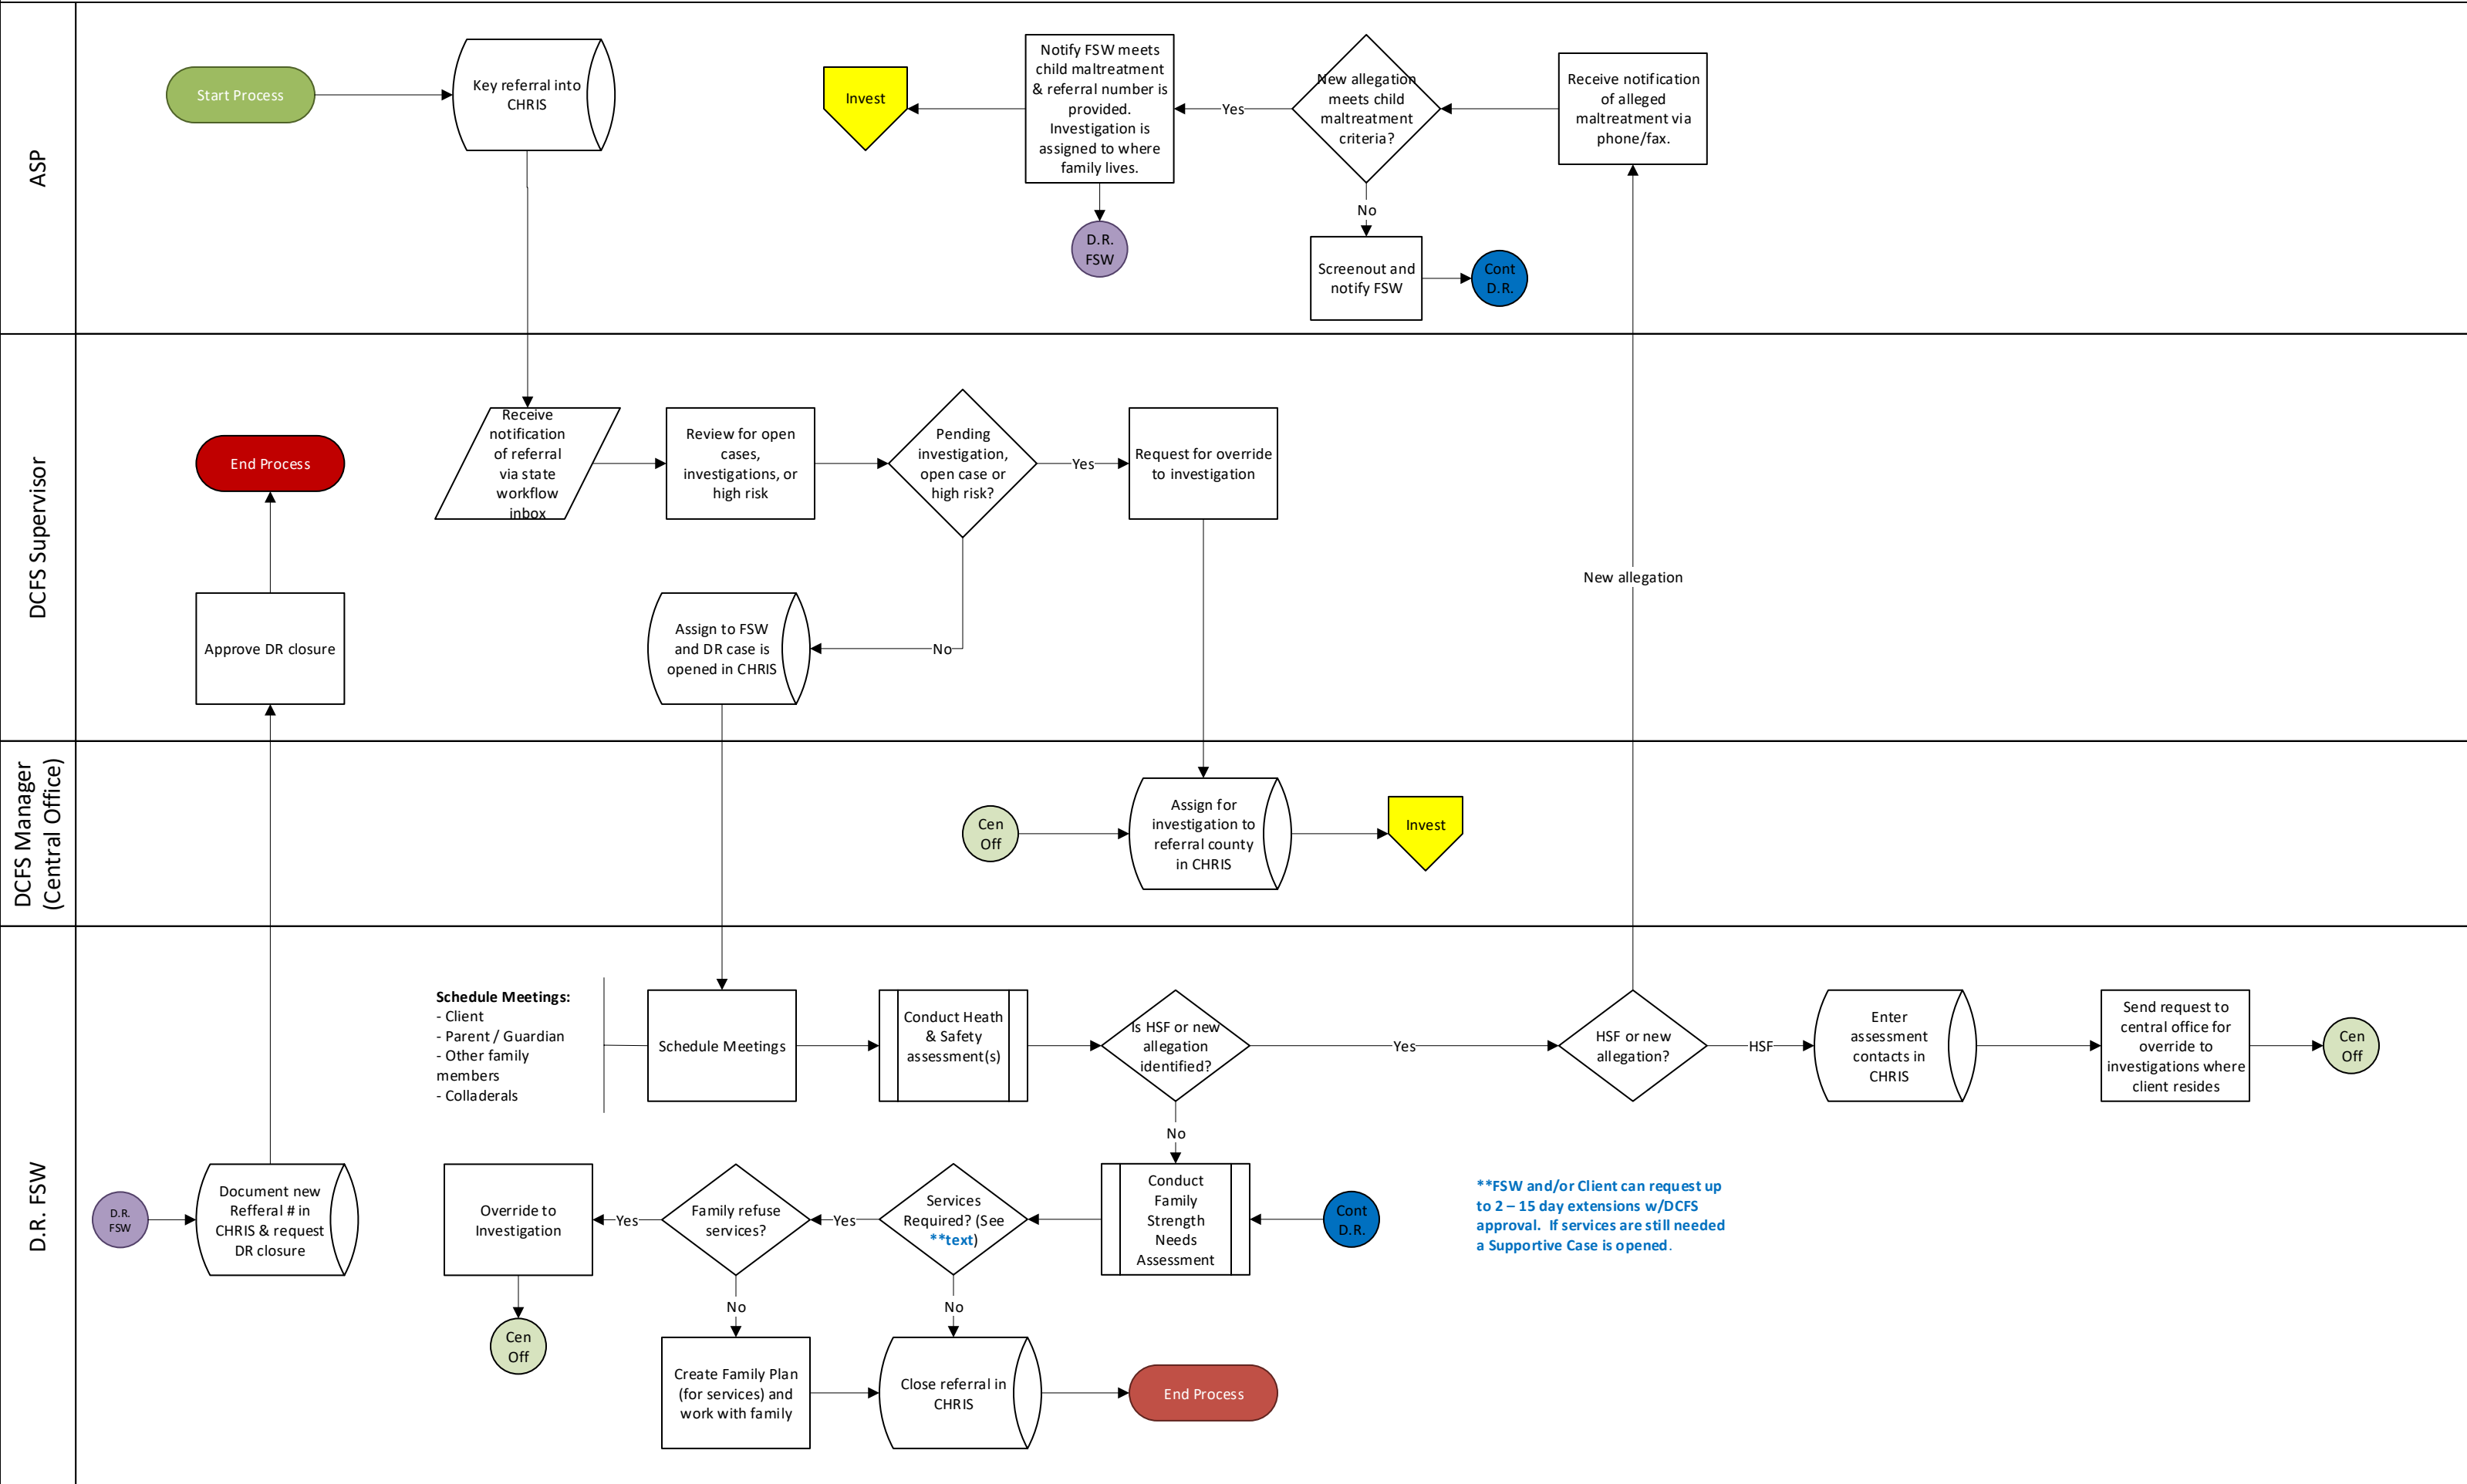 ASP
Start Process
Key referral into
CHRIS
Invest
Notify FSW meets
child maltreatment
& referral number is
provided.
Investigation is
assigned to where
family lives.
Yes
New allegation
meets child
maltreatment
criteria?
Receive notification
of alleged
maltreatment via
phone/fax.
No
D.R.
FSW
Screenout and
notify FSW
Cont
D.R.
DCFS Supervisor
End Process
Receive
notification
of referral
via state
workflow
inbox
Review for open
cases,
investigations, or
high risk
Pending
investigation,
open case or
high risk?
Yes
Request for override
to investigation
New allegation
Approve DR closure
Assign to FSW
and DR case is
opened in CHRIS
No
DCFS Manager
(Central Office)
Cen
Off
Assign for
investigation to
referral county
in CHRIS
Invest
D.R. FSW
Schedule Meetings:
- Client
- Parent / Guardian
- Other family
members
- Colladerals
Schedule Meetings
Conduct Heath
& Safety
assessment(s)
Is HSF or new
allegation
identified?
Yes
HSF or new
allegation?
HSF
Enter
assessment
contacts in
CHRIS
Send request to
central office for
override to
investigations where
client resides
Cen
Off
No
D.R.
FSW
Document new
Refferal # in
CHRIS & request
DR closure
Override to
Investigation
Yes
Family refuse
services?
Yes
Services
Required? (See
**text)
Conduct
Family
Strength
Needs
Assessment
Cont
D.R.
**FSW and/or Client can request up
to 2 – 15 day extensions w/DCFS
approval. If services are still needed
a Supportive Case is opened.
No
No
Cen
Off
Create Family Plan
(for services) and
work with family
Close referral in
CHRIS
End Process